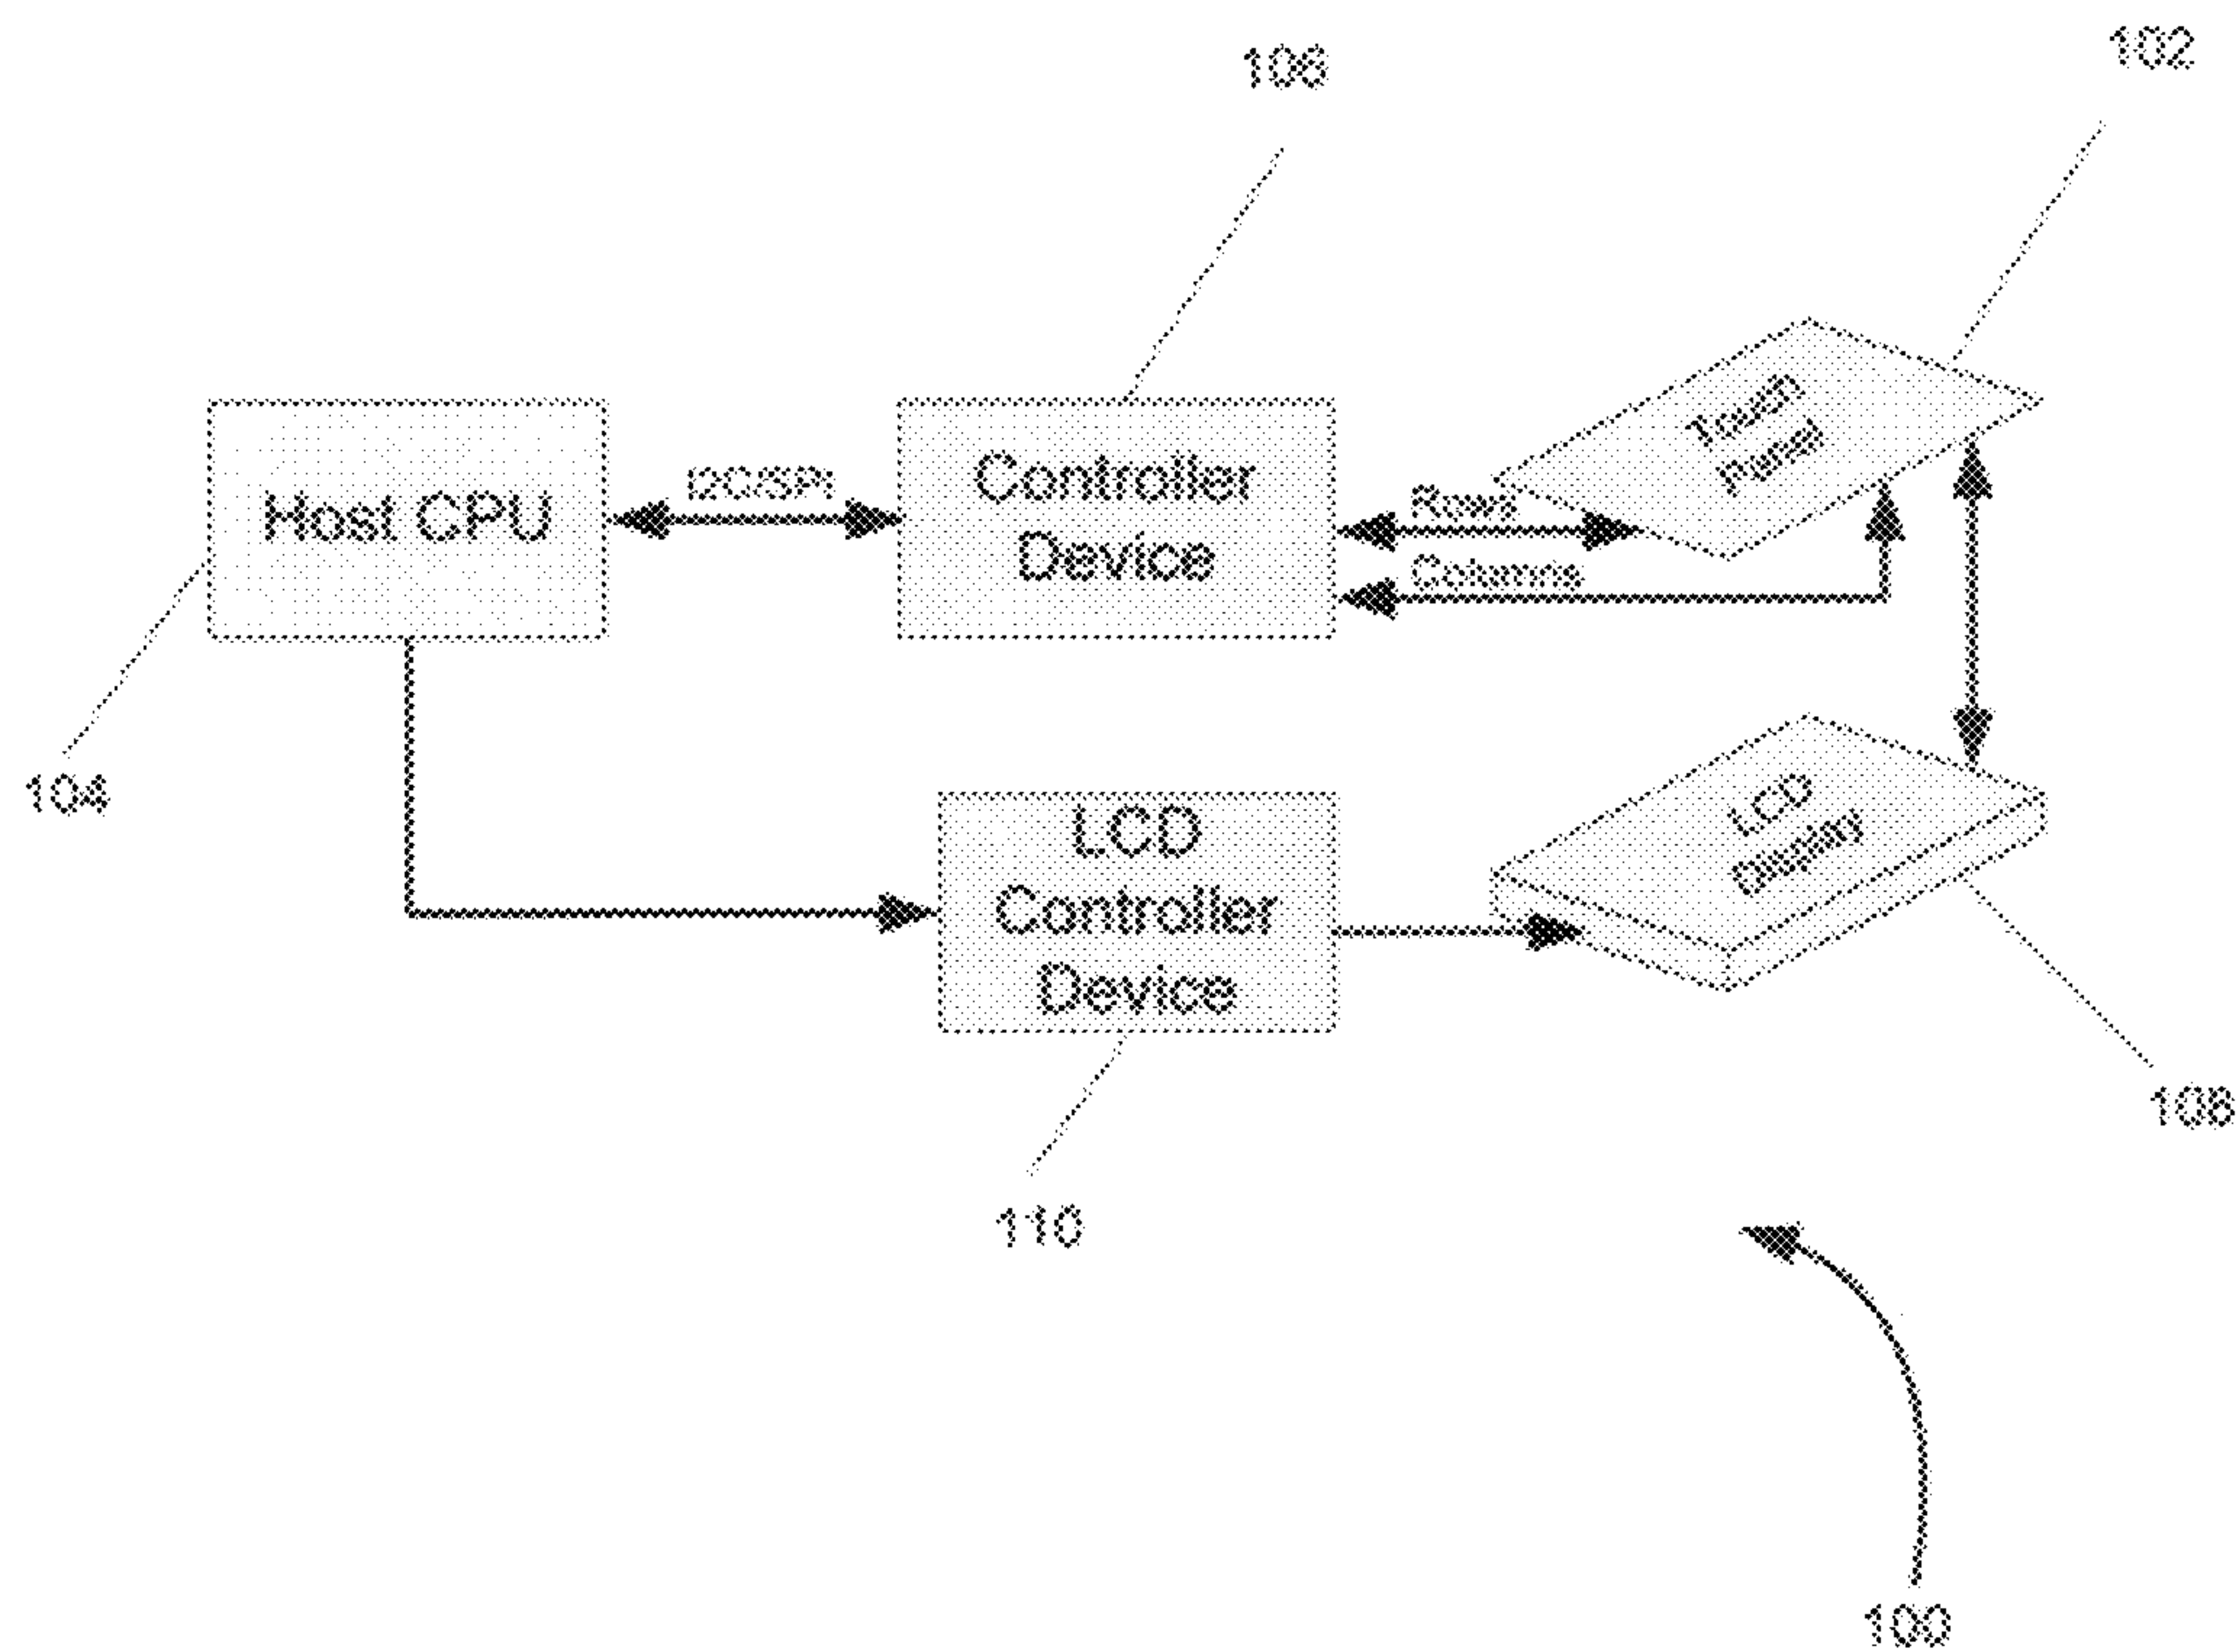 106
102
Touch
Panel
Host CPU
I2C/SPI
Controller
Device
Rows
Columns
104
LCD
Controller
Device
LCD
Display
108
110
100